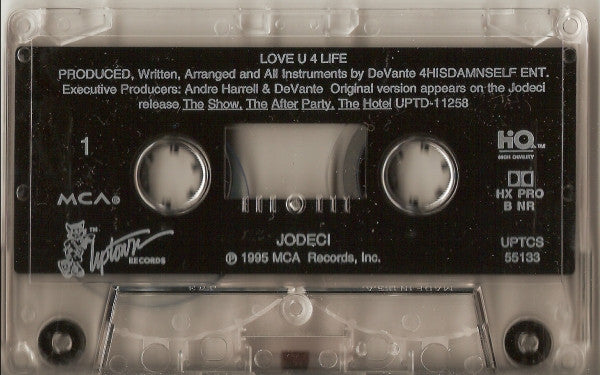 LOVE U 4 LIFE
PRODUCED, Written, Arranged and All Instruments by DeVante 4HISDAMNSELF ENT.
Executive Producers: Andre Harrell & DeVante Original version appears on the Jodeci
release The Show, The After Party, The Hotel UPTD-11258
1
HiQ TM
HIGH QUALITY
MCA®
HX PRO
B NR
TM
Uptown
RECORDS
JODECI
UPTCS
55133
℗ 1995 MCA Records, Inc.